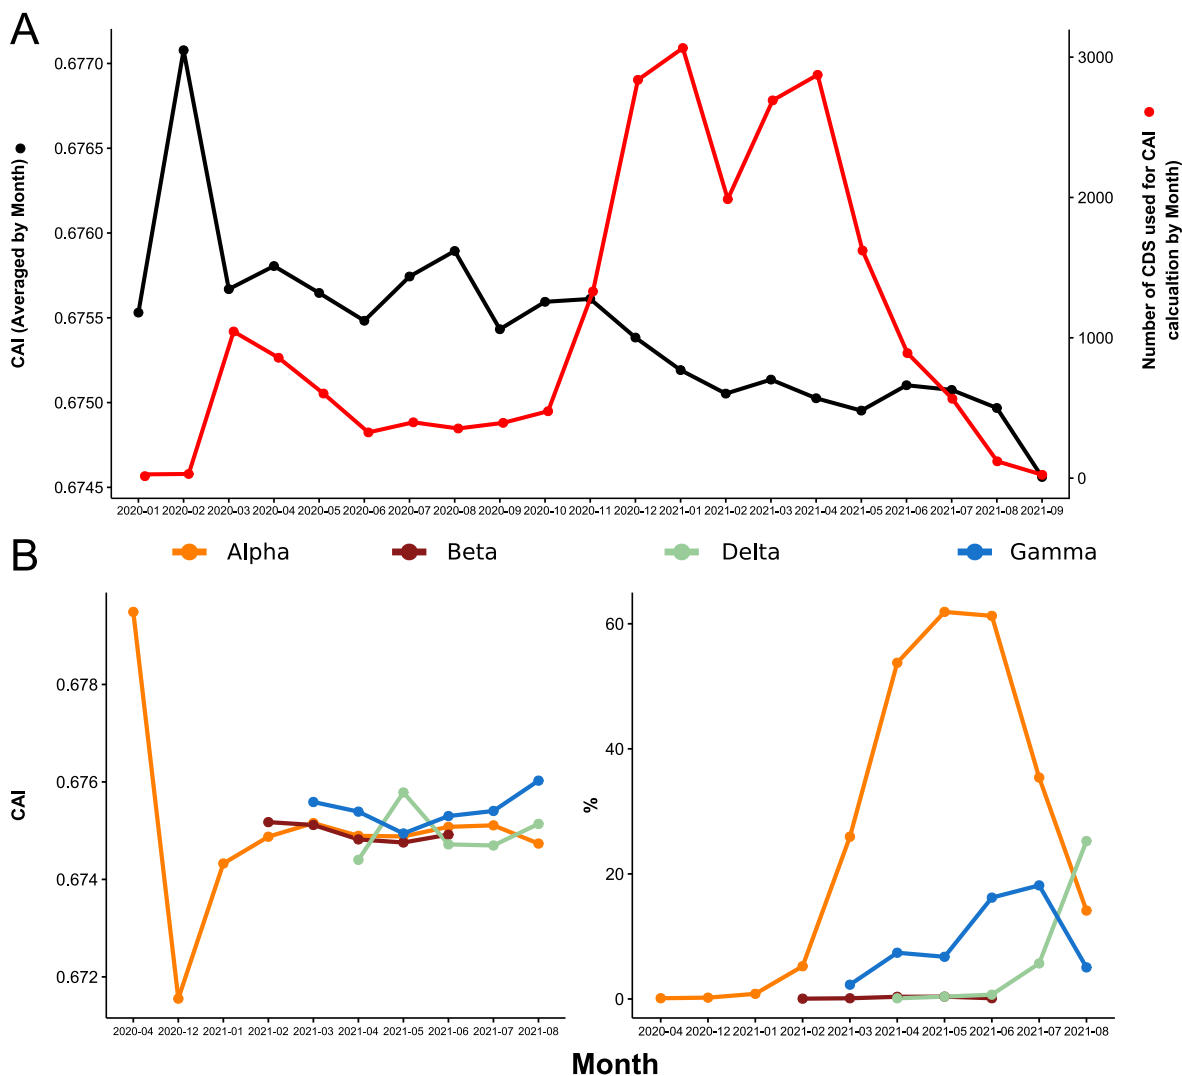 A
0.6770
0.6765
0.6760
0.6755
0.6750
0.6745
CAI (Averaged by Month)
3000
2000
1000
0
Number of CDS used for CAI
calcualtion by Month)
2020-01 2020-02 2020-03 2020-04 2020-05 2020-06 2020-07 2020-08 2020-09 2020-10 2020-11 2020-12 2021-01 2021-02 2021-03 2021-04 2021-05 2021-06 2021-07 2021-08 2021-09
B
Alpha Beta Delta Gamma
0.678
0.676
0.674
0.672
CAI
2020-04 2020-12 2021-01 2021-02 2021-03 2021-04 2021-05 2021-06 2021-07 2021-08
60
40
20
0
%
2020-04 2020-12 2021-01 2021-02 2021-03 2021-04 2021-05 2021-06 2021-07 2021-08
Month